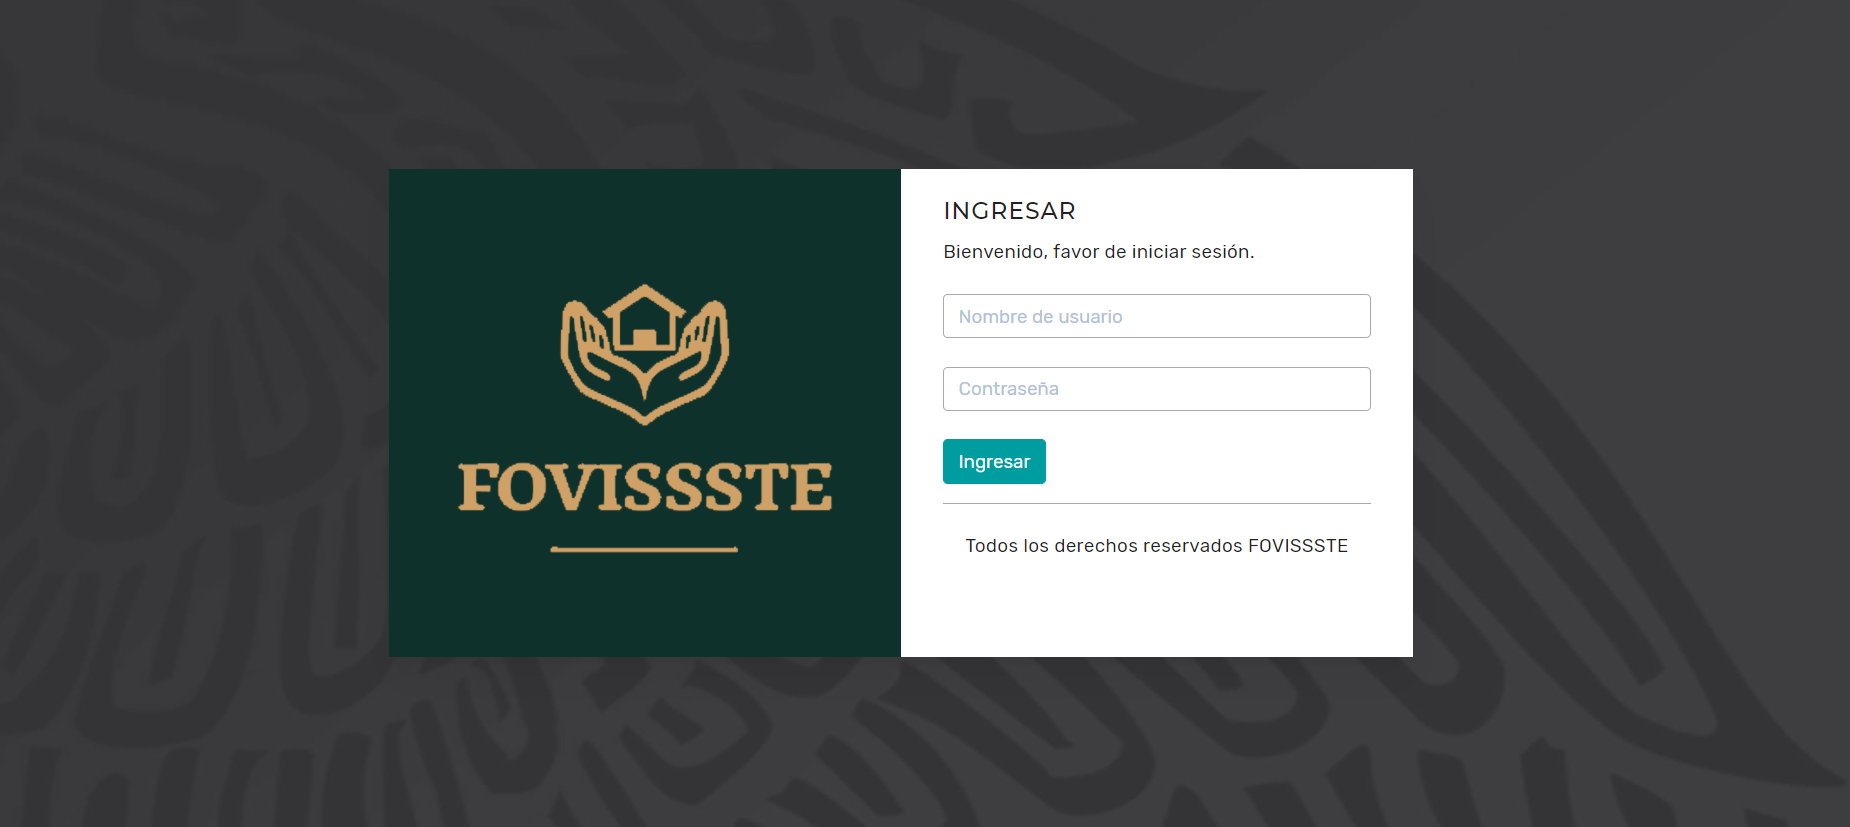 FOVISSSTE
INGRESAR
Bienvenido, favor de iniciar sesión.
Nombre de usuario
Contraseña
Ingresar
Todos los derechos reservados FOVISSSTE